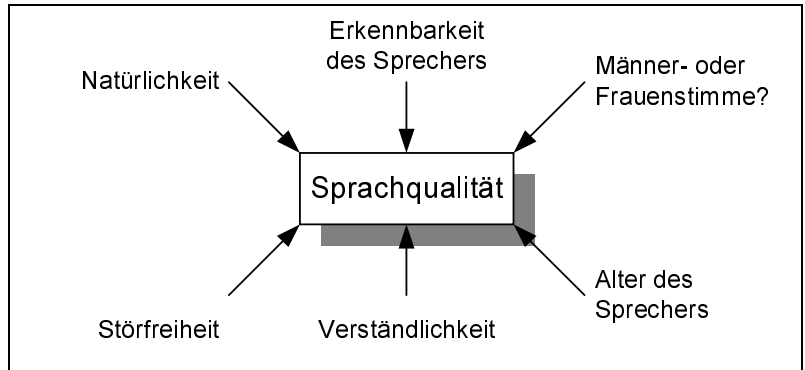 Erkennbarkeit
des Sprechers
Natürlichkeit
Männer- oder
Frauenstimme?
Sprachqualität
Alter des
Sprechers
Störfreiheit
Verständlichkeit